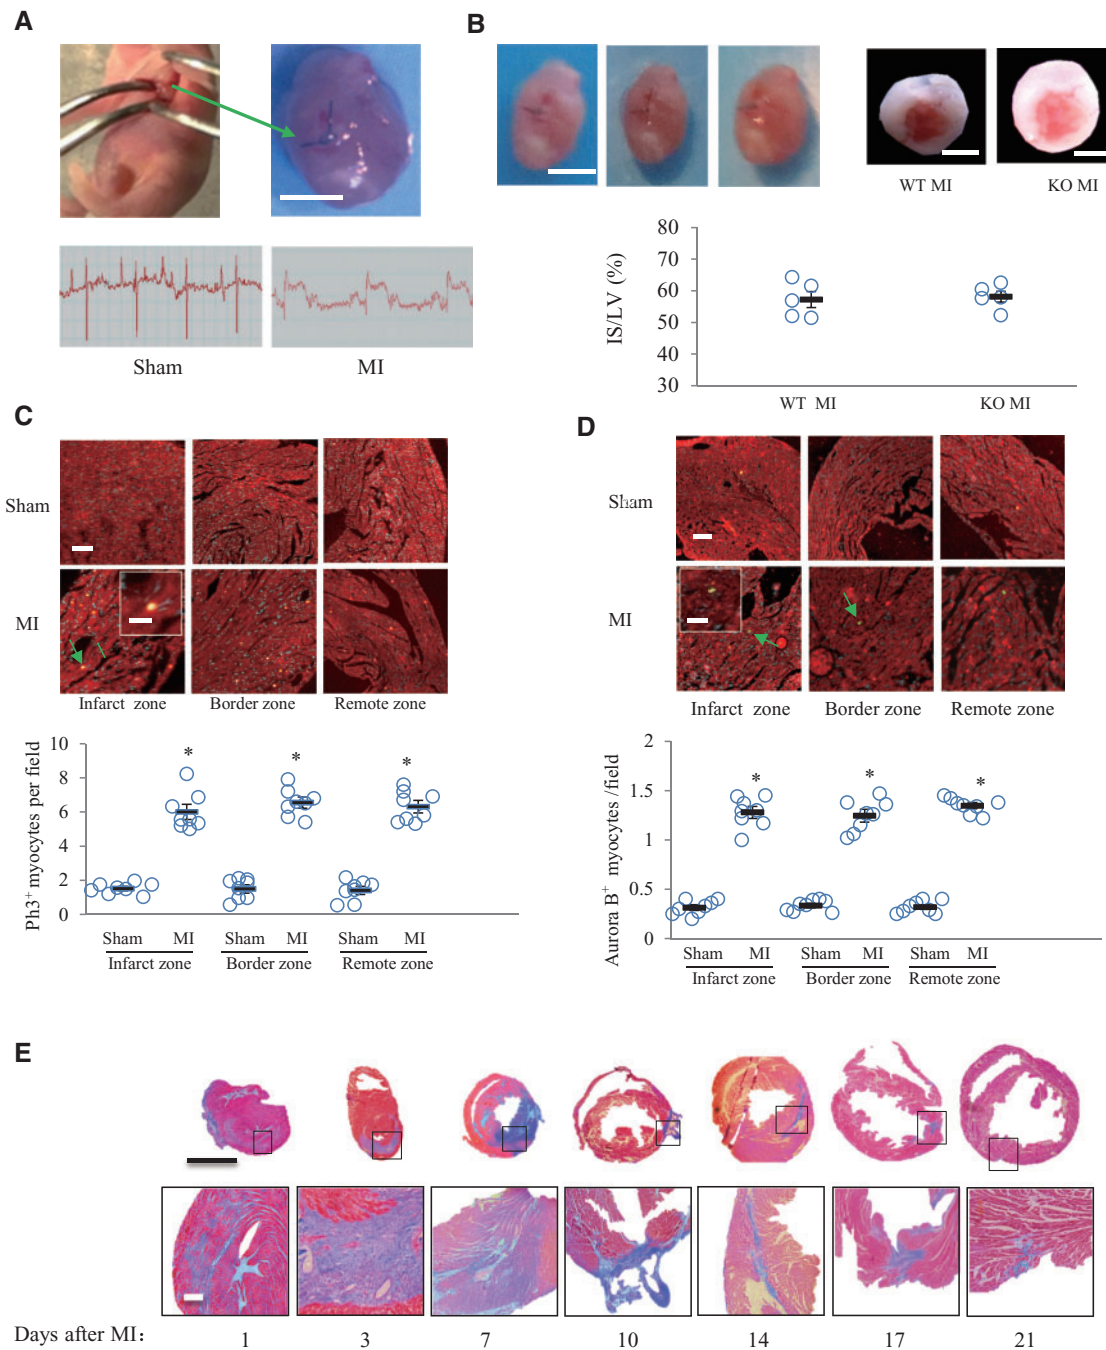 A
Sham
MI
B
WT MI
KO MI
IS/LV (%)
80
70
60
50
40
30
WT MI
KO MI
C
Sham
MI
Infarct zone
Border zone
Remote zone
Ph3⁺ myocytes per field
10
8
6
4
2
0
*
*
*
Sham MI Sham MI Sham MI
Infarct zone Border zone Remote zone
D
Sham
MI
Infarct zone
Border zone
Remote zone
Aurora B⁺ myocytes /field
2
1.5
1
0.5
0
*
*
*
Sham MI Sham MI Sham MI
Infarct zone Border zone Remote zone
E
Days after MI: 1 3 7 10 14 17 21